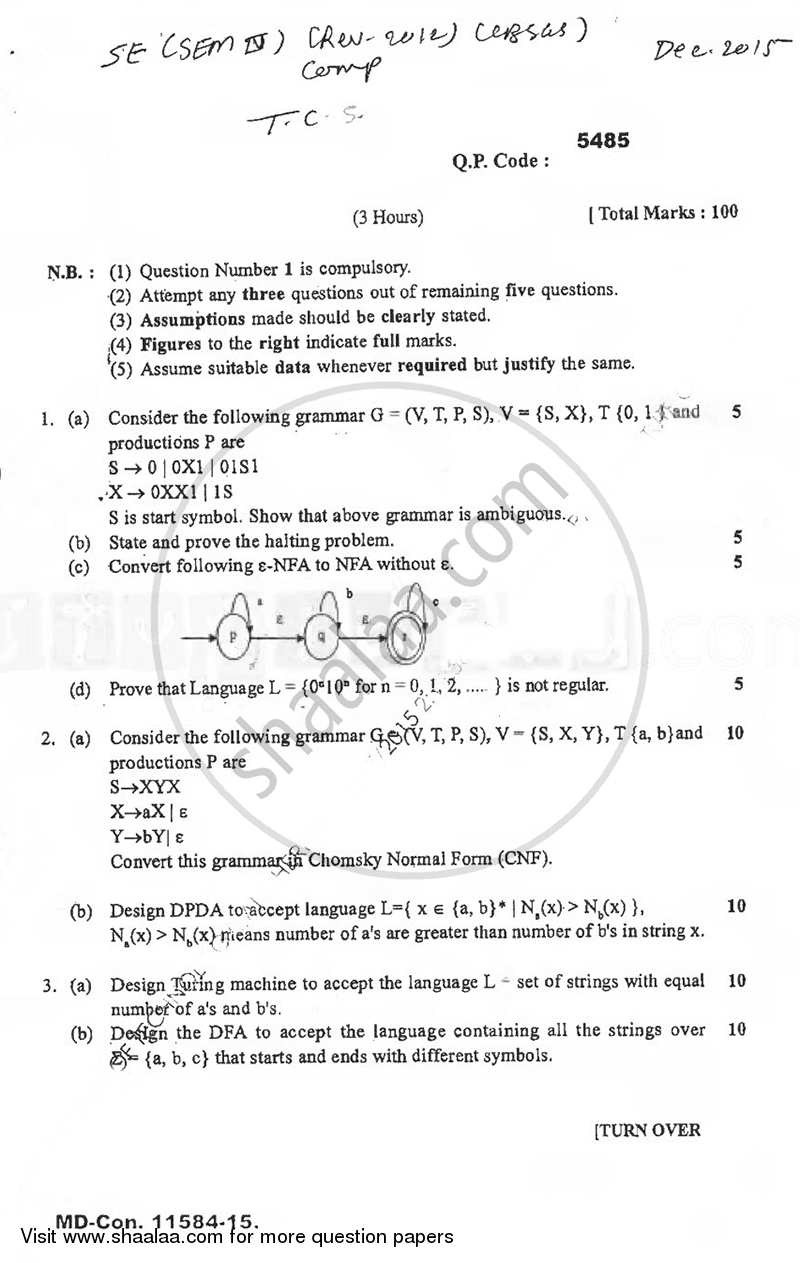 SE (SEM IV) (Rev-2012) (CBSGS)
Dec. 2015
Comp
T.C.S.
5485
Q.P. Code :
(3 Hours)
[ Total Marks : 100
N.B. : (1) Question Number 1 is compulsory.
(2) Attempt any three questions out of remaining five questions.
(3) Assumptions made should be clearly stated.
(4) Figures to the right indicate full marks.
(5) Assume suitable data whenever required but justify the same.
1. (a) Consider the following grammar G = (V, T, P, S), V = {S, X}, T {0, 1 } and 5
productions P are
S → 0 | 0X1 | 01S1
X → 0XX1 | 1S
S is start symbol. Show that above grammar is ambiguous.
(b) State and prove the halting problem. 5
(c) Convert following ε-NFA to NFA without ε. 5
a b c
ε ε
p q r
(d) Prove that Language L = {0ⁿ10ⁿ for n = 0, 1, 2, ..... } is not regular. 5
2. (a) Consider the following grammar G = (V, T, P, S), V = {S, X, Y}, T {a, b}and 10
productions P are
S→XYX
X→aX | ε
Y→bY| ε
Convert this grammar in Chomsky Normal Form (CNF).
(b) Design DPDA to accept language L={ x ∈ {a, b}* | Nₐ(x) > N_b(x) }, 10
Nₐ(x) > N_b(x) means number of a's are greater than number of b's in string x.
3. (a) Design Turing machine to accept the language L = set of strings with equal 10
number of a's and b's.
(b) Design the DFA to accept the language containing all the strings over 10
Σ = {a, b, c} that starts and ends with different symbols.
[TURN OVER
MD-Con. 11584-15.
Visit www.shaalaa.com for more question papers
shaalaa.com